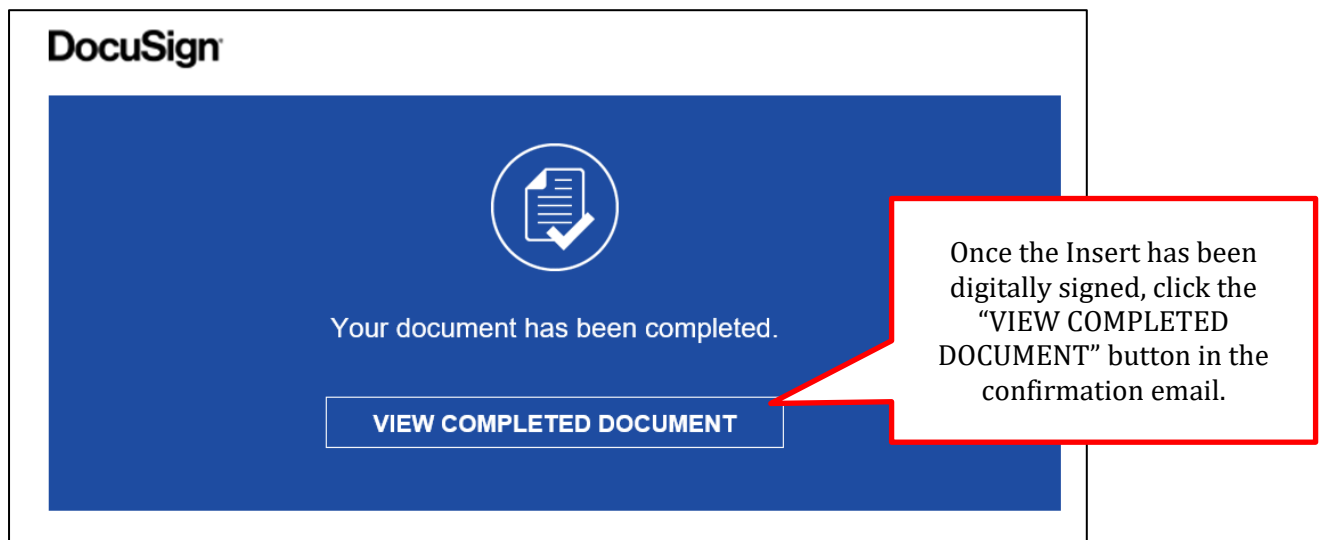 DocuSign
Your document has been completed.
VIEW COMPLETED DOCUMENT
Once the Insert has been
digitally signed, click the
“VIEW COMPLETED
DOCUMENT” button in the
confirmation email.